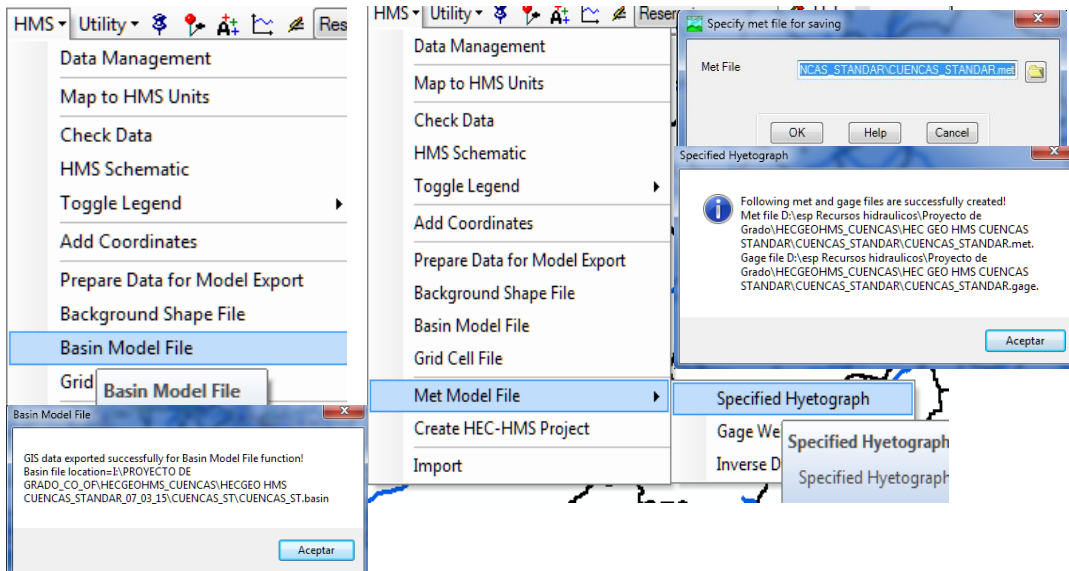 HMS Utility Res
Data Management
Map to HMS Units
Check Data
HMS Schematic
Toggle Legend
Add Coordinates
Prepare Data for Model Export
Background Shape File
Basin Model File
Grid
Basin Model File
Basin Model File
GIS data exported successfully for Basin Model File function!
Basin file location=I:\PROYECTO DE
GRADO_CO_OF\HECGEOHMS_CUENCAS\HECGEO HMS
CUENCAS_STANDAR_07_03_15\CUENCAS_ST\CUENCAS_ST.basin
Aceptar
HMS Utility
Data Management
Map to HMS Units
Check Data
HMS Schematic
Toggle Legend
Add Coordinates
Prepare Data for Model Export
Background Shape File
Basin Model File
Grid Cell File
Met Model File
Create HEC-HMS Project
Import
Specified Hyetograph
Gage We
Inverse D
Specified Hyetograph
Specified Hyetograph
Specify met file for saving
Met File NCAS_STANDAR\CUENCAS_STANDAR.met
OK Help Cancel
Specified Hyetograph
Following met and gage files are successfully created!
Met file D:\esp Recursos hidraulicos\Proyecto de
Grado\HECGEOHMS_CUENCAS\HEC GEO HMS CUENCAS
STANDAR\CUENCAS_STANDAR\CUENCAS_STANDAR.met.
Gage file D:\esp Recursos hidraulicos\Proyecto de
Grado\HECGEOHMS_CUENCAS\HEC GEO HMS CUENCAS
STANDAR\CUENCAS_STANDAR\CUENCAS_STANDAR.gage.
Aceptar